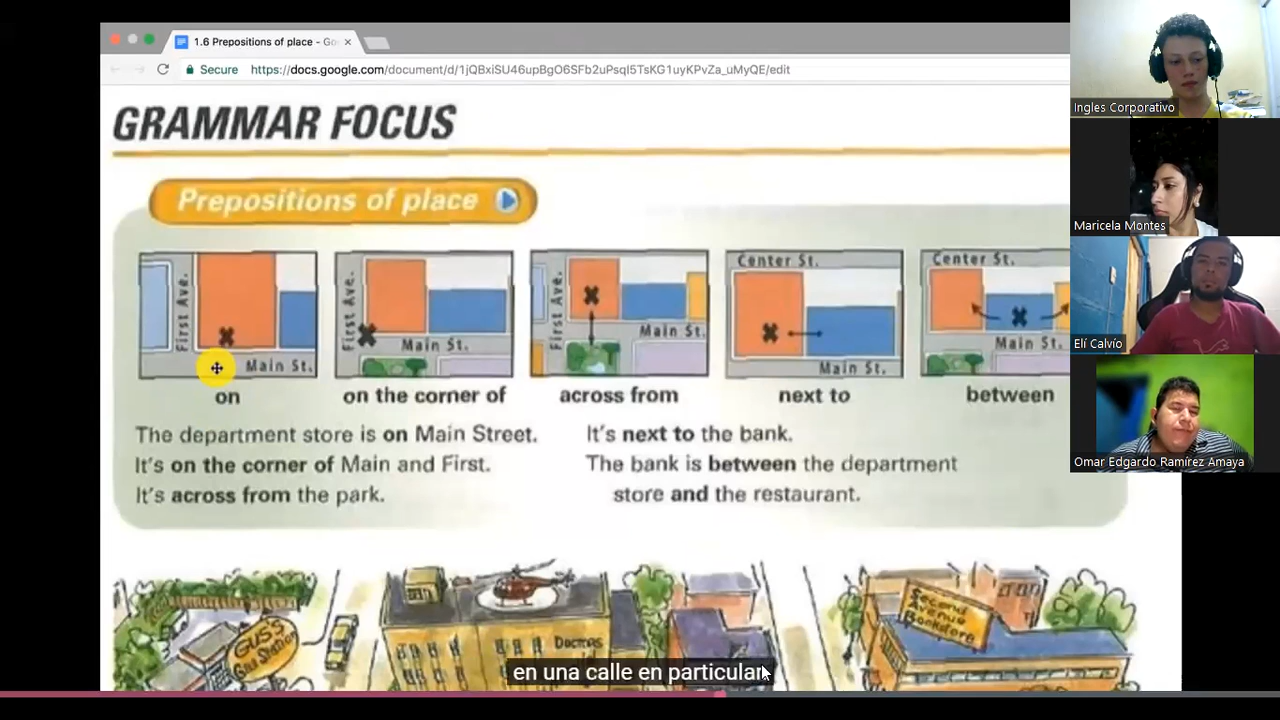 1.6 Prepositions of place - Go
Secure
https://docs.google.com/document/d/1jQBxiSU46upBgO6SFb2uPsqI5TsKG1uyKPvZa_uMyQE/edit
GRAMMAR FOCUS
Prepositions of place
First Ave.
Main St.
on
First Ave.
Main St.
on the corner of
First Ave.
Main St.
across from
Center St.
Main St.
next to
Center St.
Main St.
between
The department store is on Main Street.
It's on the corner of Main and First.
It's across from the park.
It's next to the bank.
The bank is between the department
store and the restaurant.
GUS'S
Gas Station
Doctors
Second
Avenue
Bookstore
en una calle en particular
Ingles Corporativo
Maricela Montes
Elí Calvío
Omar Edgardo Ramírez Amaya